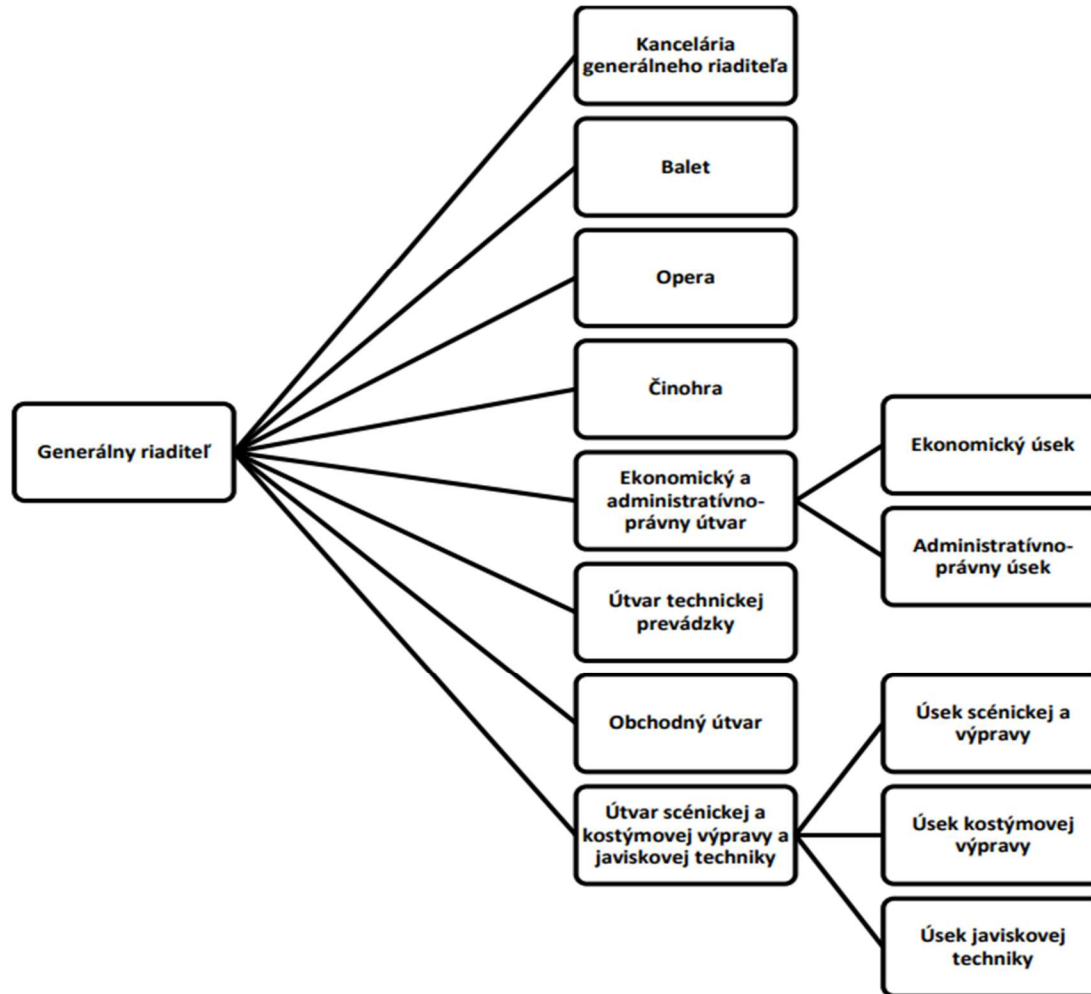 Kancelária
generálneho riaditeľa
Balet
Opera
Činohra
Generálny riaditeľ
Ekonomický a
administratívno-
právny útvar
Ekonomický úsek
Administratívno-
právny úsek
Útvar technickej
prevádzky
Obchodný útvar
Útvar scénickej a
kostýmovej výpravy a
javiskovej techniky
Úsek scénickej a
výpravy
Úsek kostýmovej
výpravy
Úsek javiskovej
techniky